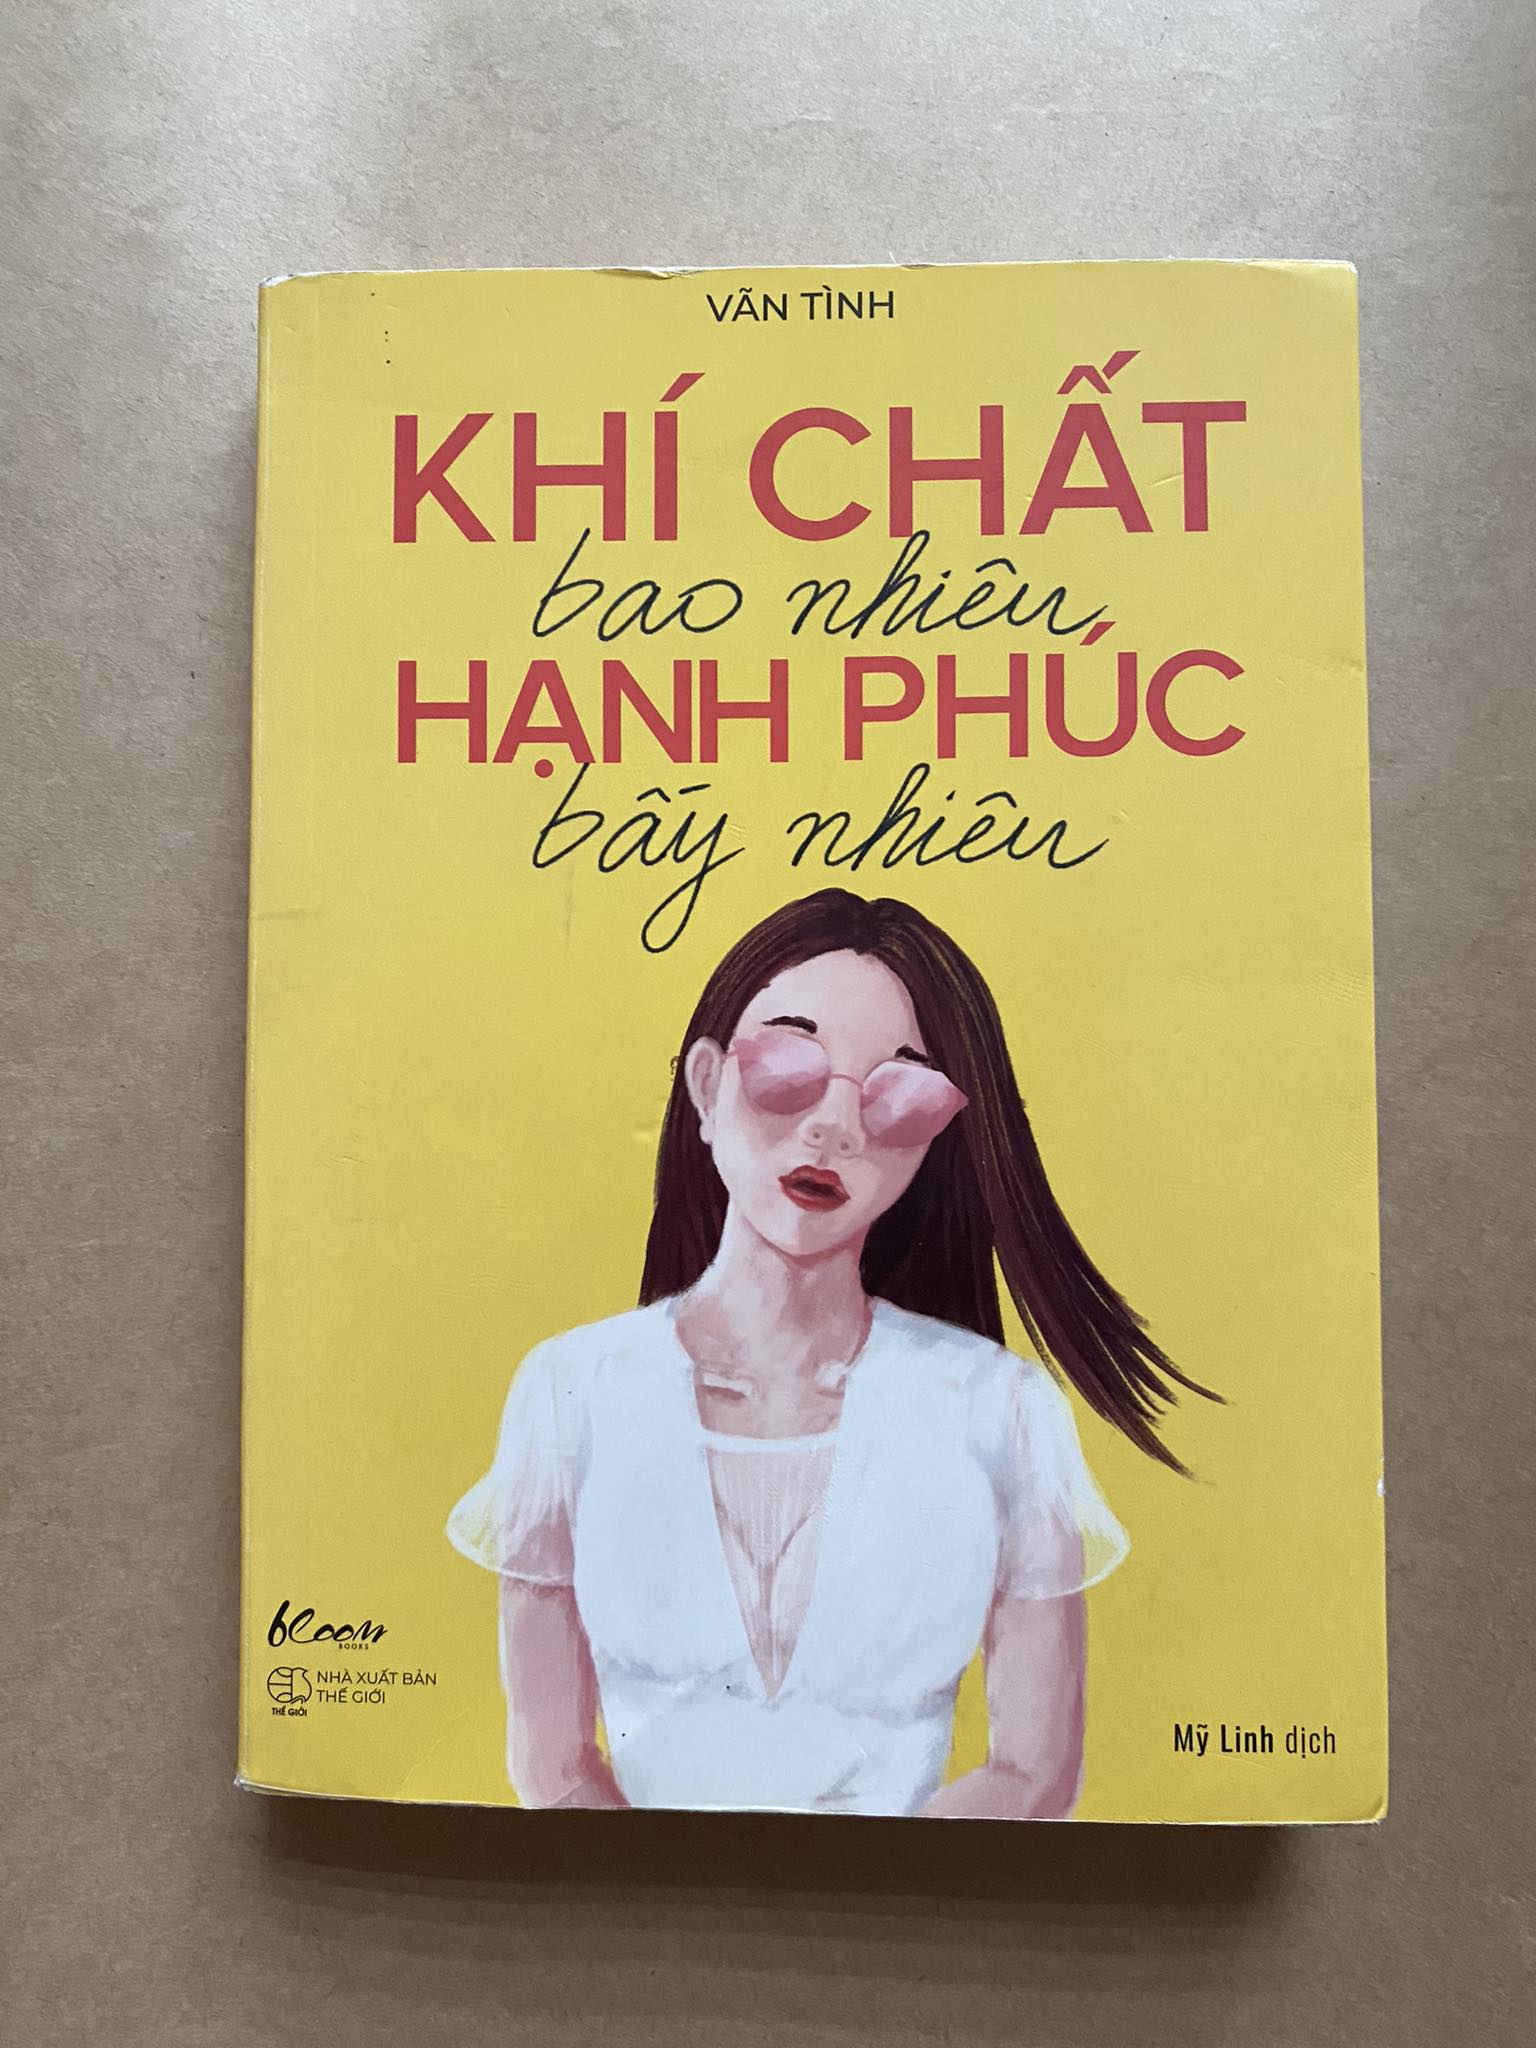 VÃN TÌNH
KHÍ CHẤT
bao nhiêu,
HẠNH PHÚC
bấy nhiêu
bloom
BOOKS
NHÀ XUẤT BẢN
THẾ GIỚI
THẾ GIỚI
Mỹ Linh dịch